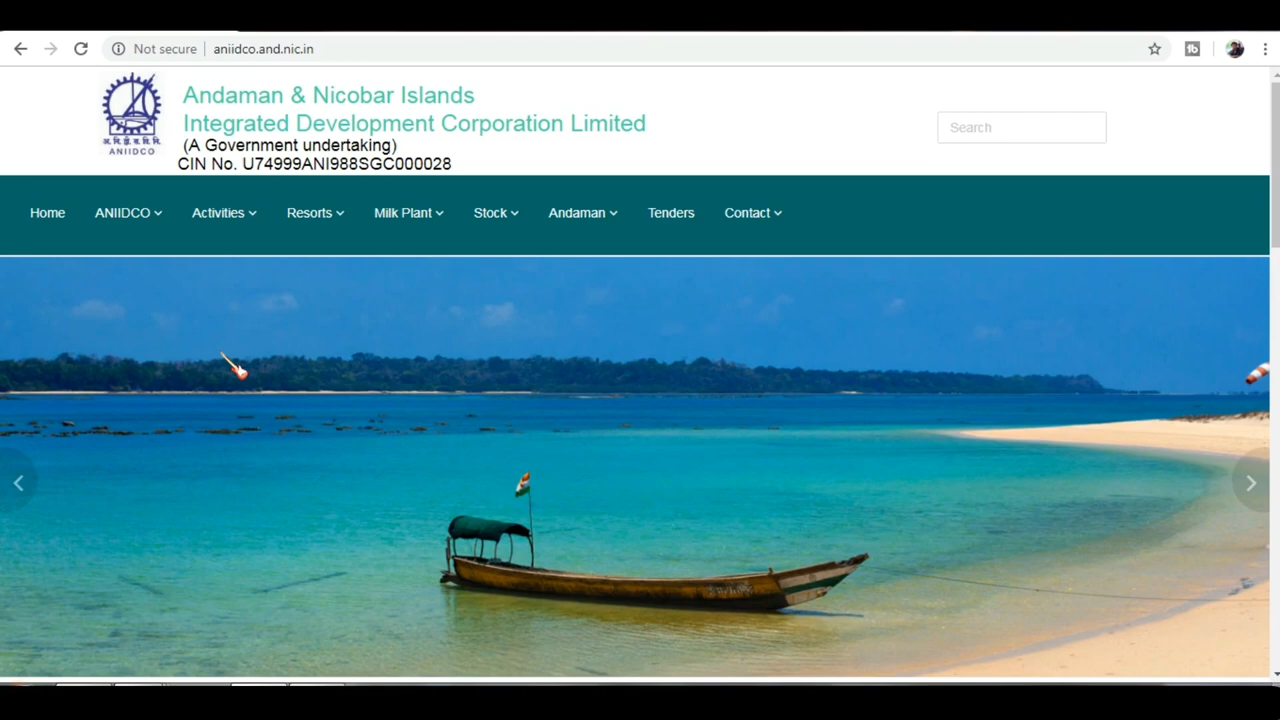 Not secure
aniidco.and.nic.in
Andaman & Nicobar Islands
Integrated Development Corporation Limited
(A Government undertaking)
CIN No. U74999ANI988SGC000028
ANIIDCO
Search
Home ANIIDCO Activities Resorts Milk Plant Stock Andaman Tenders Contact